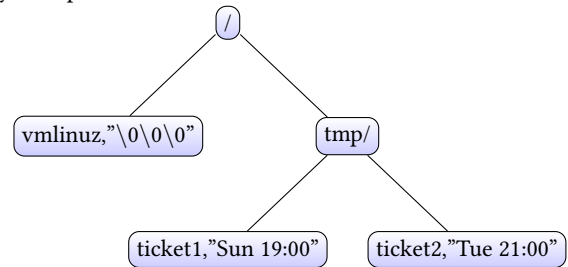 /
vmlinuz,”\0\0\0”
tmp/
ticket1,”Sun 19:00”
ticket2,”Tue 21:00”